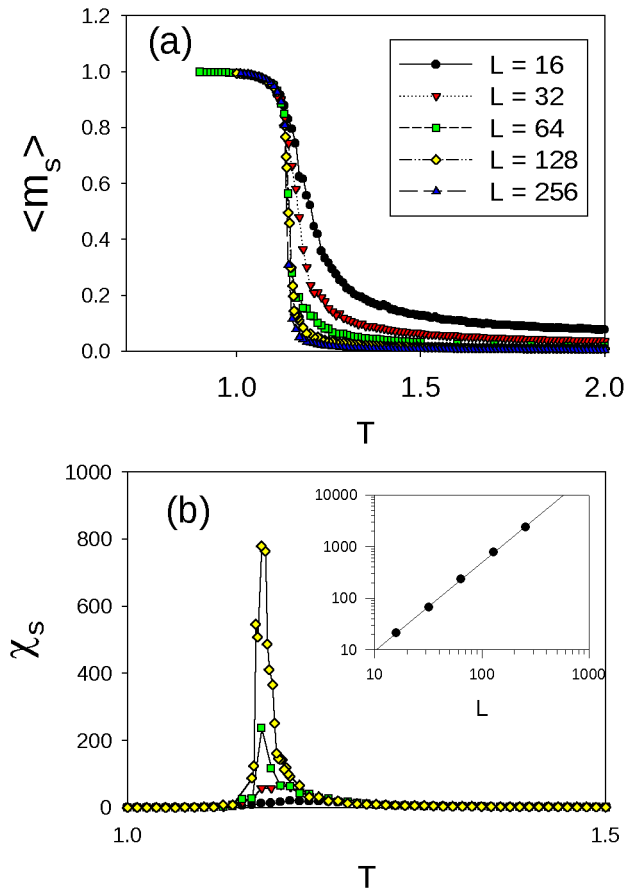 (a)
1.2
1.0
0.8
0.6
0.4
0.2
0.0
<m_s>
L = 16
L = 32
L = 64
L = 128
L = 256
1.0 1.5 2.0
T
(b)
1000
800
600
400
200
0
χ_s
10000
1000
100
10
10 100 1000
L
1.0 1.5
T